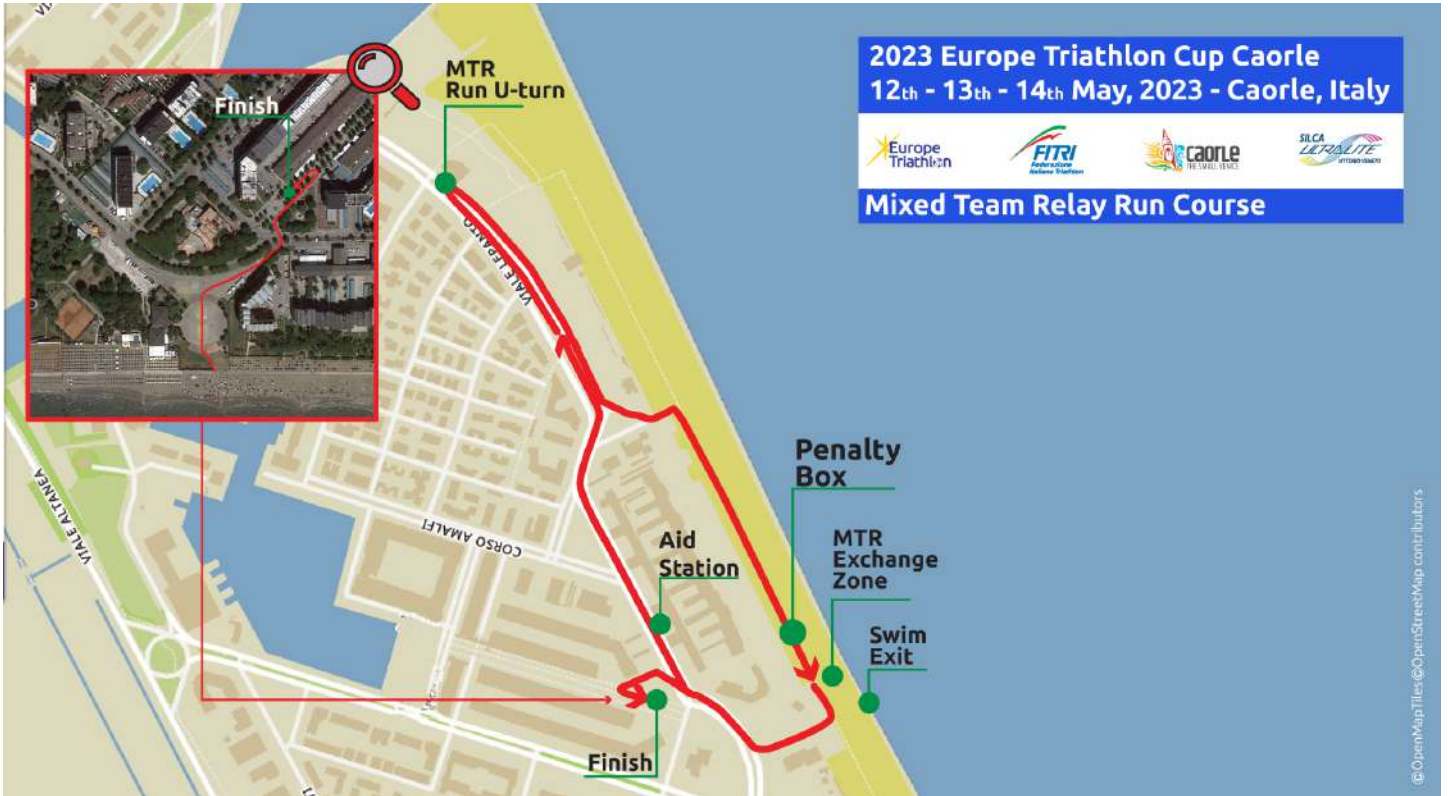 2023 Europe Triathlon Cup Caorle
12th - 13th - 14th May, 2023 - Caorle, Italy
Europe
Triathlon
FITRI
Federazione
Italiana Triathlon
caorle
THE SMALL VENICE
SILCA
ULTRALITE
VITTORIO VENETO
Mixed Team Relay Run Course
MTR
Run U-turn
Finish
VIALE LEPANTO
Penalty
Box
MTR
Exchange
Zone
Aid
Station
Swim
Exit
CORSO AMALFI
VIALE ALTANEA
Finish
©OpenMapTiles©OpenStreetMap contributors